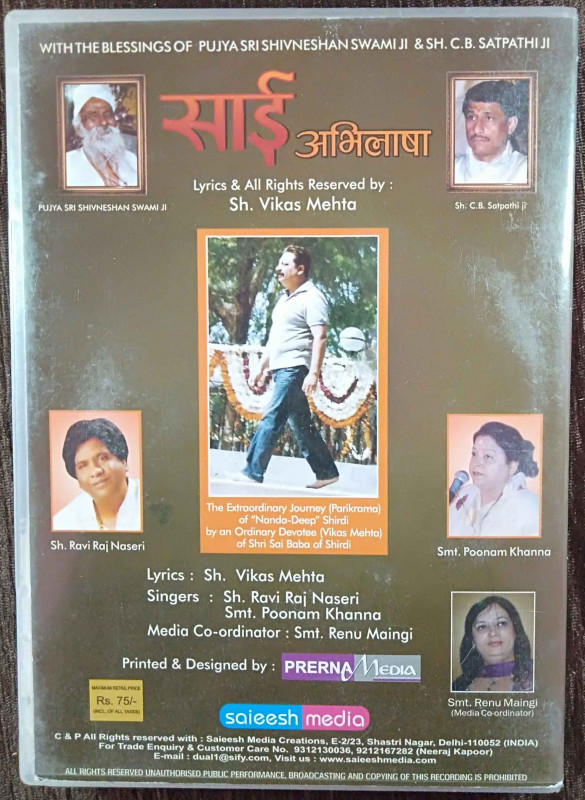 WITH THE BLESSINGS OF PUJYA SRI SHIVNESHAN SWAMI JI & SH. C.B. SATPATHI JI
साई
अभिलाषा
PUJYA SRI SHIVNESHAN SWAMI JI
Sh. C.B. Satpathi ji
Lyrics & All Rights Reserved by :
Sh. Vikas Mehta
The Extraordinary Journey (Parikrama)
of "Nanda-Deep" Shirdi
by an Ordinary Devotee (Vikas Mehta)
of Shri Sai Baba of Shirdi
Sh. Ravi Raj Naseri
Smt. Poonam Khanna
Lyrics : Sh. Vikas Mehta
Singers : Sh. Ravi Raj Naseri
Smt. Poonam Khanna
Media Co-ordinator : Smt. Renu Maingi
Printed & Designed by : PRERNA MEDIA
Smt. Renu Maingi
(Media Co-ordinator)
MAXIMUM RETAIL PRICE
Rs. 75/-
(INCL. OF ALL TAXES)
saieesh media
C & P All Rights reserved with : Saieesh Media Creations, E-2/23, Shastri Nagar, Delhi-110052 (INDIA)
For Trade Enquiry & Customer Care No. 9312130036, 9212167282 (Neeraj Kapoor)
E-mail : dual1@sify.com, Visit us : www.saieeshmedia.com
ALL RIGHTS RESERVED UNAUTHORISED PUBLIC PERFORMANCE, BROADCASTING AND COPYING OF THIS RECORDING IS PROHIBITED